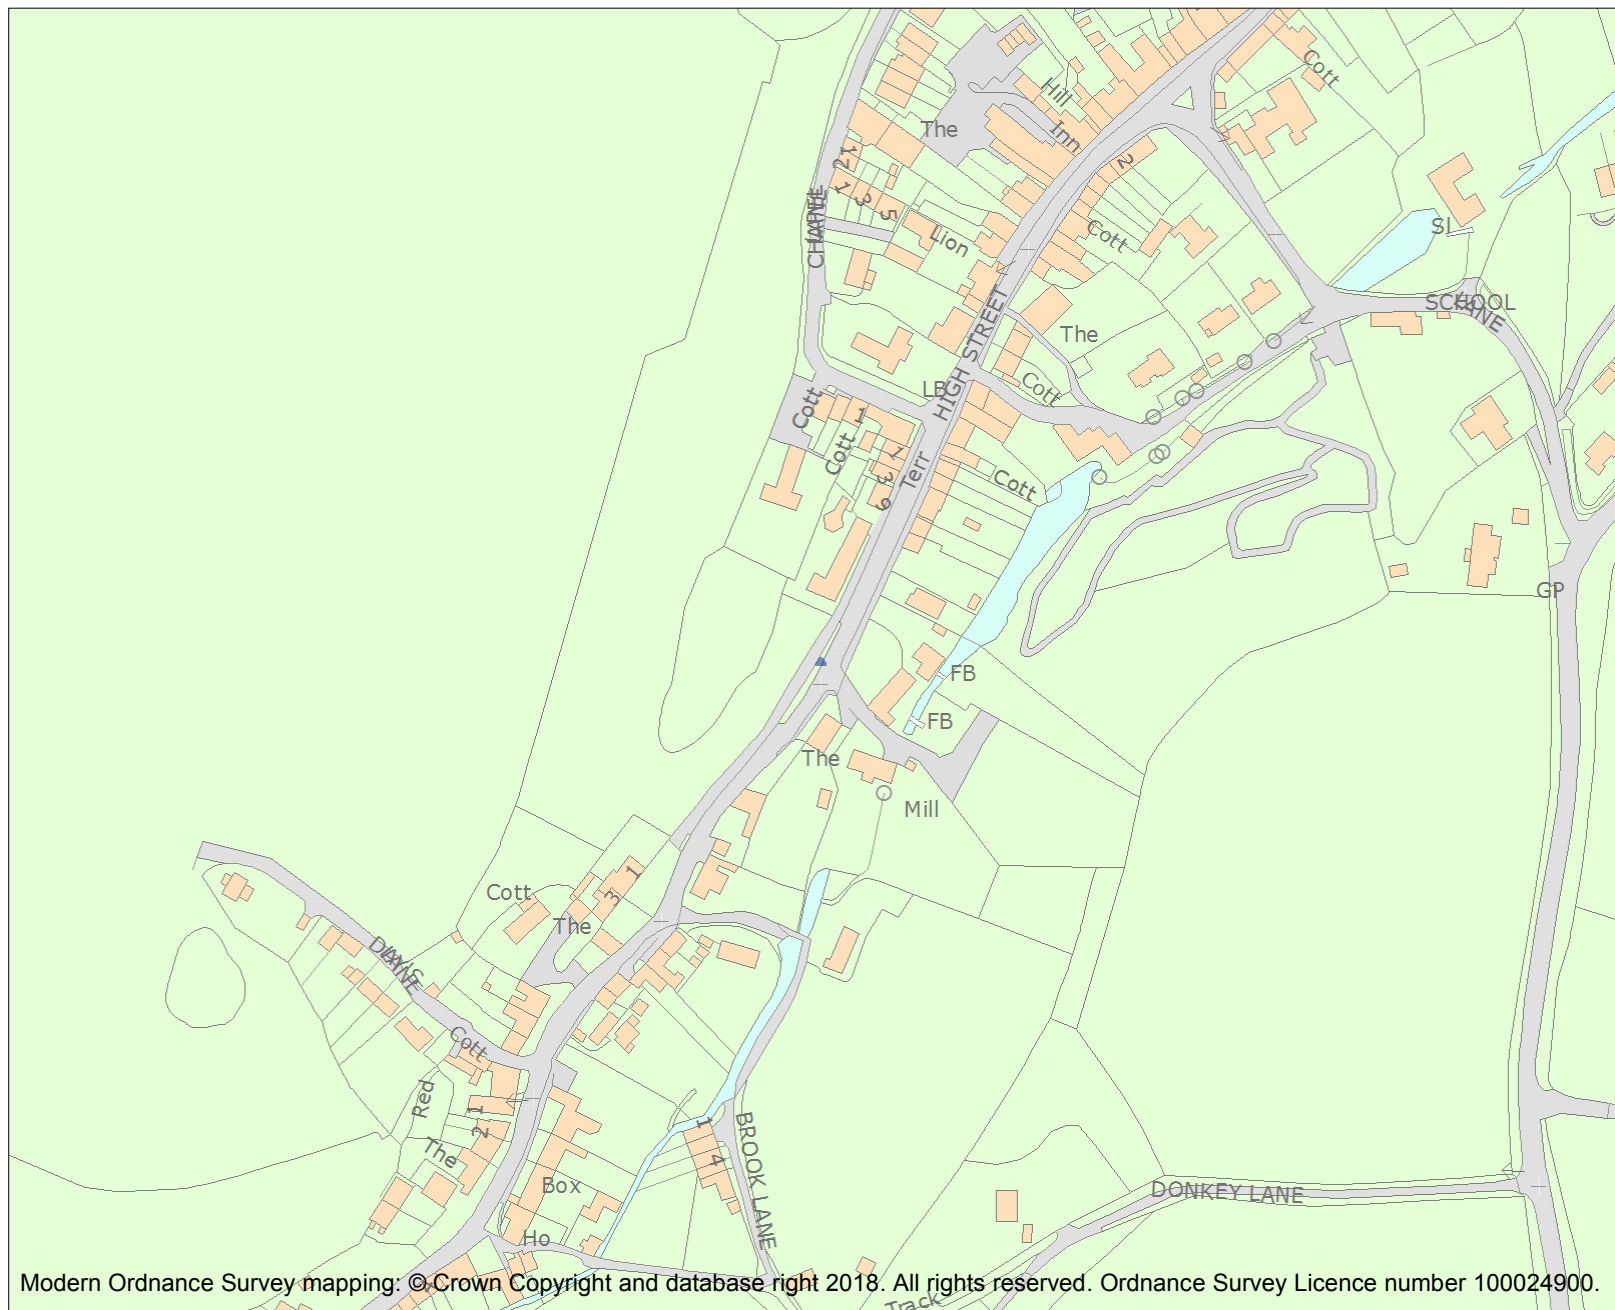 Cott
Hill
The
Inn
2
1
2
1
3
5
CHAPEL LANE
Lion
Cott
Sl
SCHOOL
LANE
The
HIGH STREET
LB
Cott
Cott
1
Cott
1
3
9
Terr
Cott
GP
FB
FB
The
Mill
1
3
Cott
The
DAVIS
LANE
Cott
Red
1
2
The
Box
Ho
1
4
BROOK LANE
DONKEY LANE
Track
Modern Ordnance Survey mapping: © Crown Copyright and database right 2018. All rights reserved. Ordnance Survey Licence number 100024900.